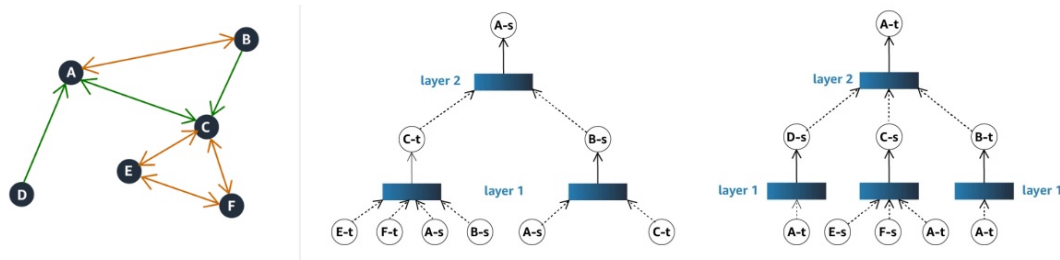 A
B
C
D
E
F
A-s
layer 2
C-t
B-s
layer 1
E-t
F-t
A-s
B-s
A-s
C-t
A-t
layer 2
D-s
C-s
B-t
layer 1
layer 1
A-t
E-s
F-s
A-t
A-t